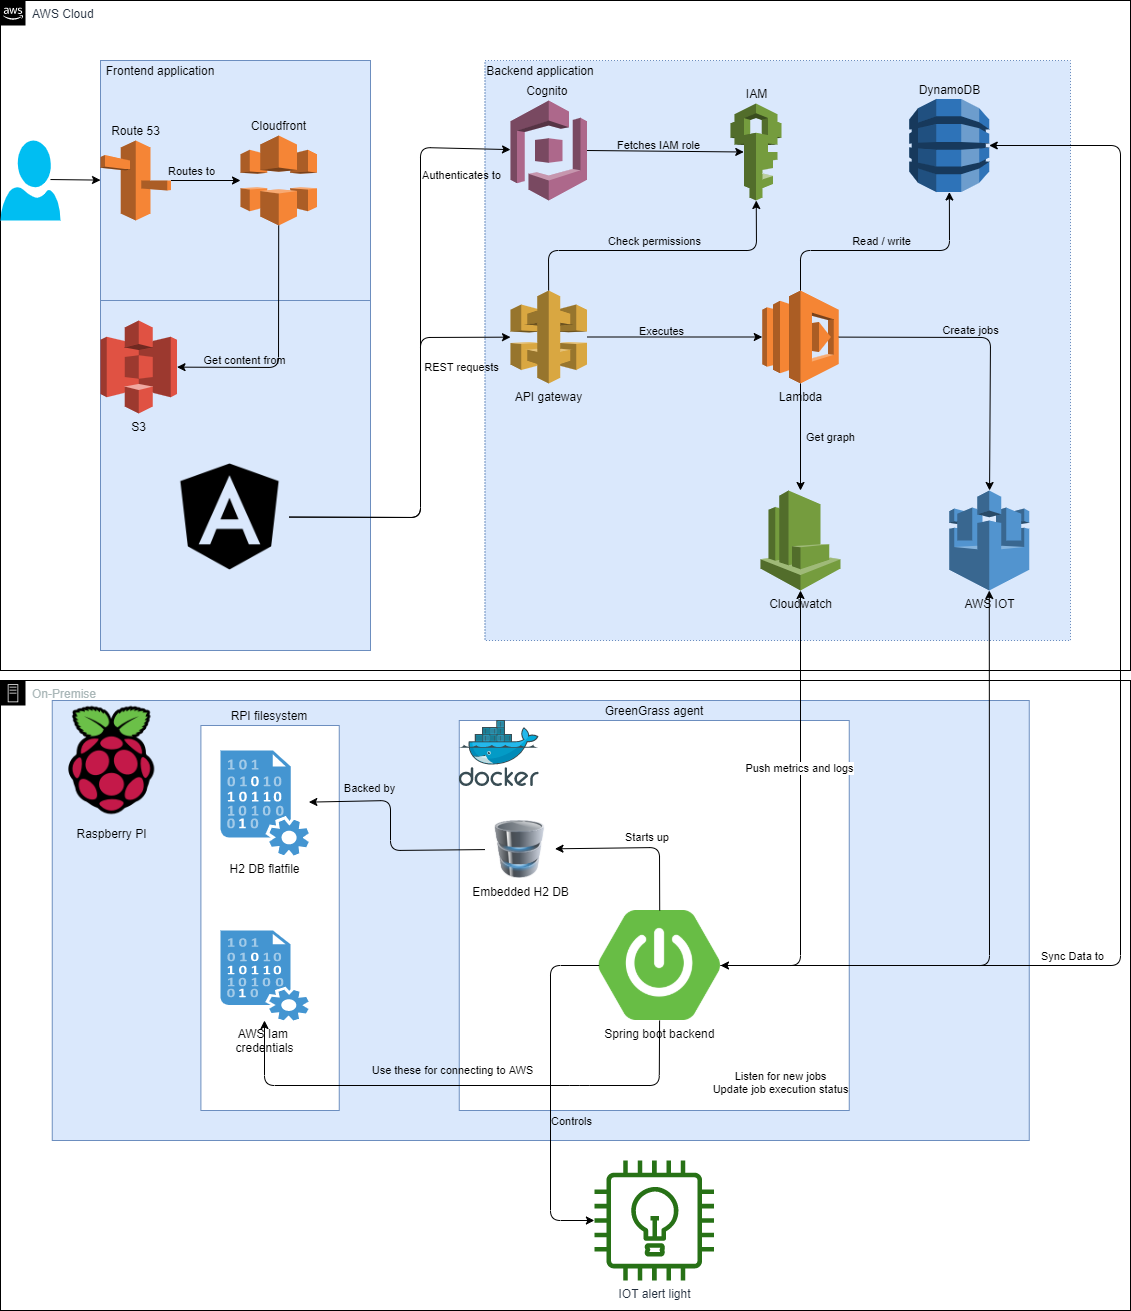 aws
AWS Cloud
Frontend application
Backend application
Cognito
IAM
DynamoDB
Route 53
Cloudfront
Routes to
Fetches IAM role
Authenticates to
Check permissions
Read / write
Executes
Create jobs
Get content from
REST requests
API gateway
Lambda
S3
Get graph
A
Cloudwatch
AWS IOT
On-Premise
RPI filesystem
GreenGrass agent
docker
Push metrics and logs
Raspberry PI
101
01010
10110
10100
010
Backed by
H2 DB flatfile
Starts up
Embedded H2 DB
101
01010
10110
10100
010
Sync Data to
AWS Iam
credentials
Spring boot backend
Use these for connecting to AWS
Listen for new jobs
Update job execution status
Controls
IOT alert light